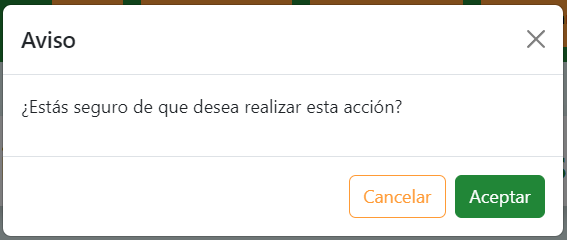 Aviso
¿Estás seguro de que desea realizar esta acción?
Cancelar
Aceptar